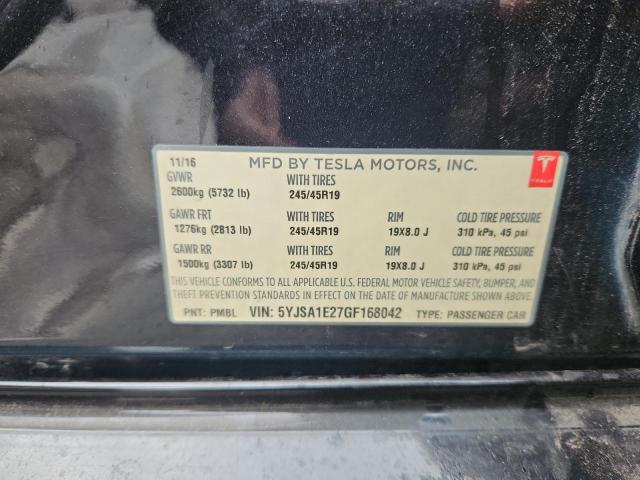 11/16 MFD BY TESLA MOTORS, INC.
GVWR WITH TIRES
2600kg (5732 lb) 245/45R19
GAWR FRT WITH TIRES RIM COLD TIRE PRESSURE
1276kg (2813 lb) 245/45R19 19X8.0 J 310 kPa, 45 psi
GAWR RR WITH TIRES RIM COLD TIRE PRESSURE
1500kg (3307 lb) 245/45R19 19X8.0 J 310 kPa, 45 psi
THIS VEHICLE CONFORMS TO ALL APPLICABLE U.S. FEDERAL MOTOR VEHICLE SAFETY, BUMPER, AND
THEFT PREVENTION STANDARDS IN EFFECT ON THE DATE OF MANUFACTURE SHOWN ABOVE.
PNT: PMBL VIN: 5YJSA1E27GF168042 TYPE: PASSENGER CAR
TESLA